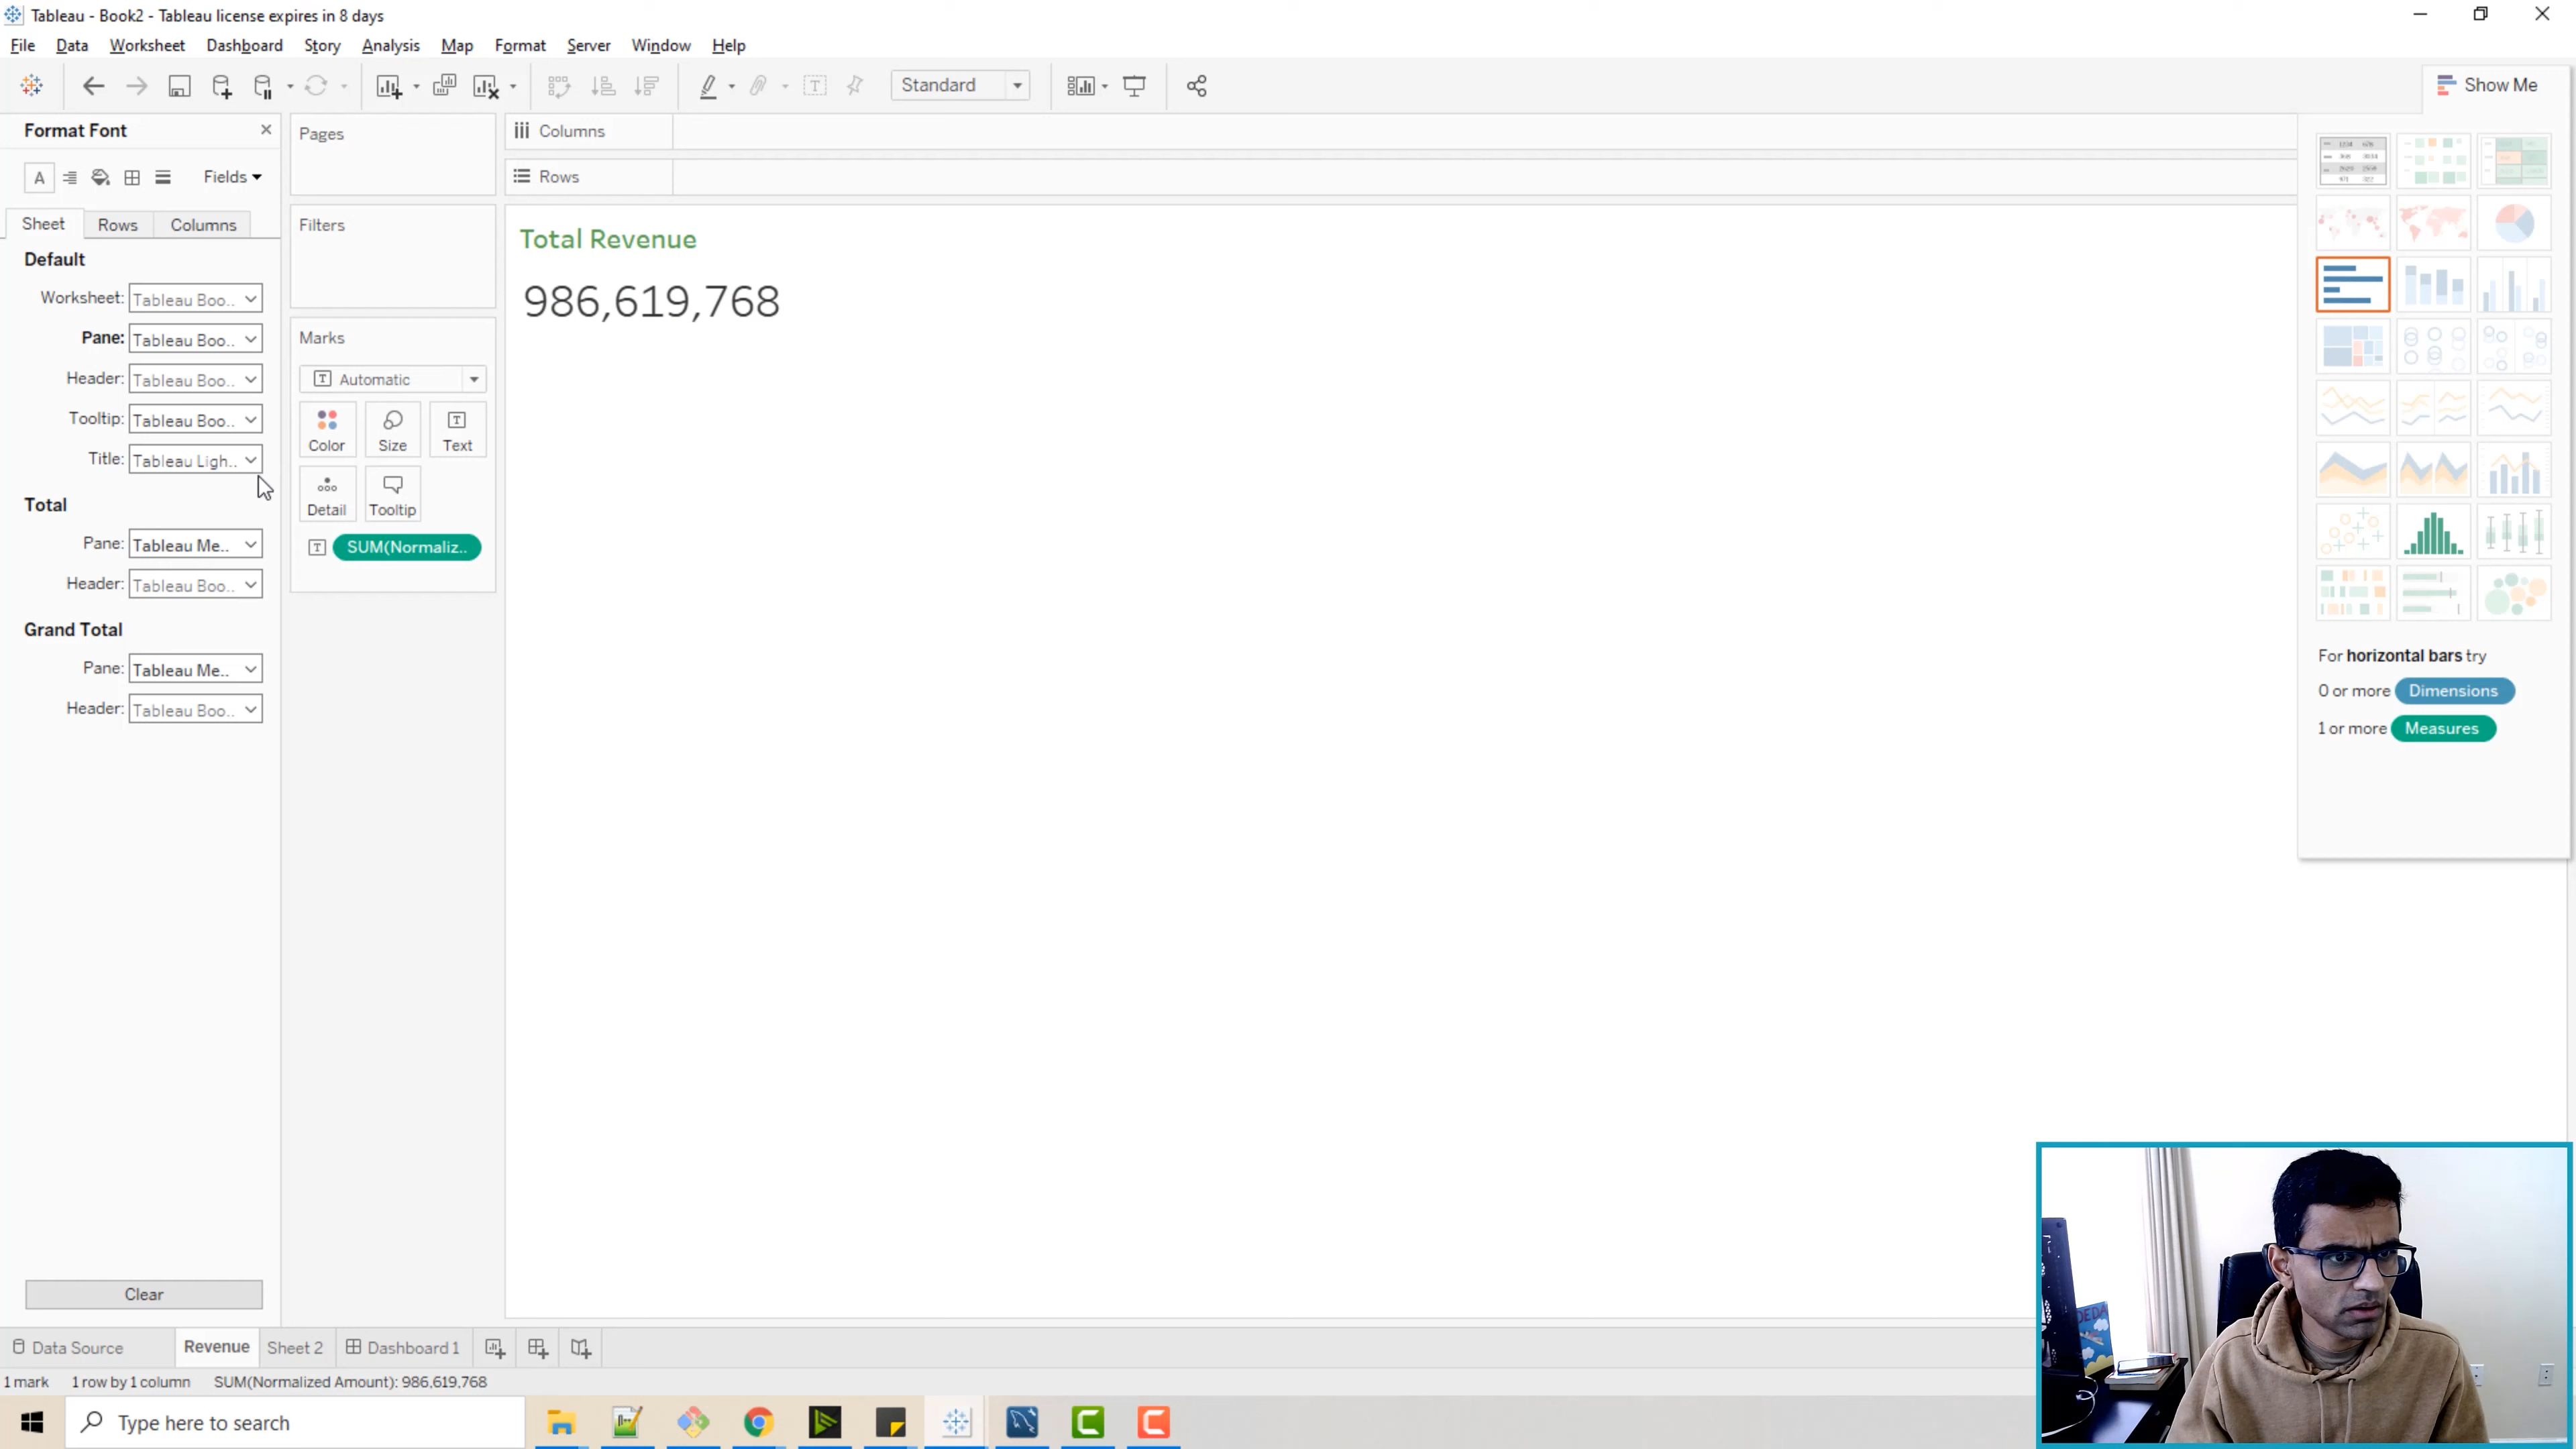 Tableau - Book2 - Tableau license expires in 8 days
File Data Worksheet Dashboard Story Analysis Map Format Server Window Help
Standard
Show Me
Format Font
Fields
Sheet Rows Columns
Default
Worksheet: Tableau Boo..
Pane: Tableau Boo..
Header: Tableau Boo..
Tooltip: Tableau Boo..
Title: Tableau Ligh..
Total
Pane: Tableau Me..
Header: Tableau Boo..
Grand Total
Pane: Tableau Me..
Header: Tableau Boo..
Clear
Pages
Filters
Marks
Automatic
Color Size Text
Detail Tooltip
SUM(Normaliz..
Columns
Rows
Total Revenue
986,619,768
For horizontal bars try
0 or more Dimensions
1 or more Measures
Data Source Revenue Sheet 2 Dashboard 1
1 mark 1 row by 1 column SUM(Normalized Amount): 986,619,768
Type here to search